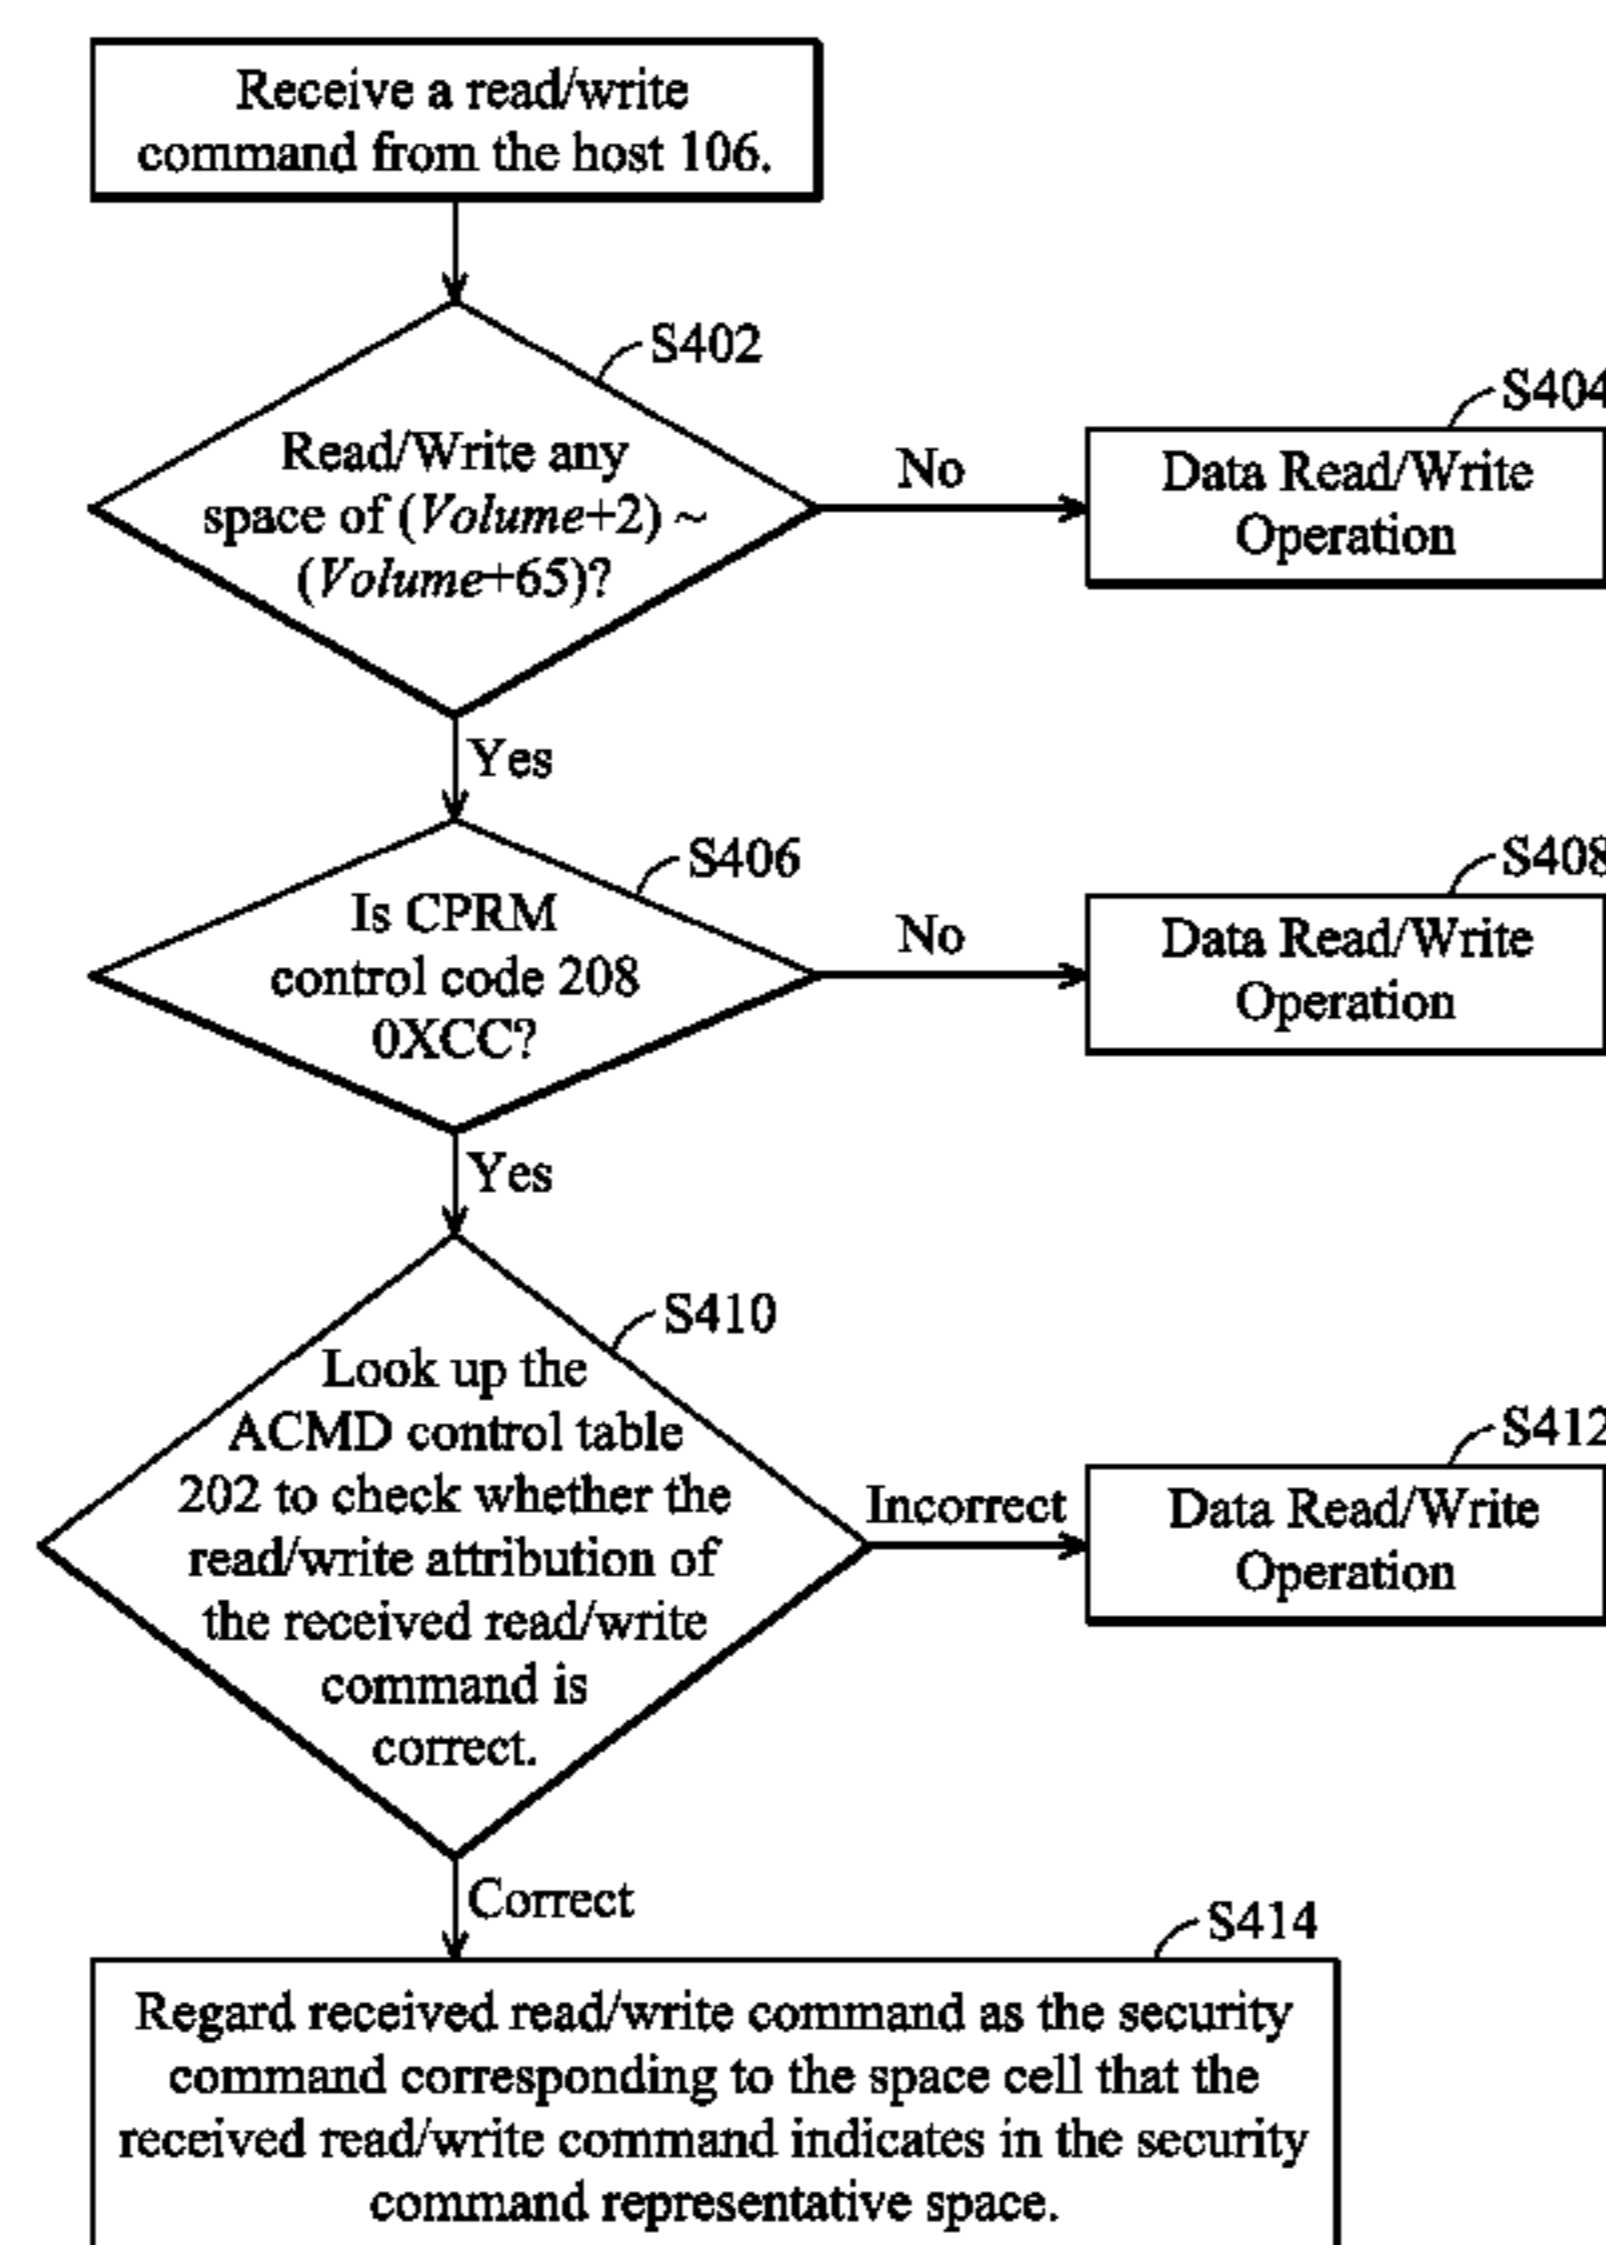 Receive a read/write
command from the host 106.
S402
Read/Write any
space of (Volume+2) ~
(Volume+65)?
No
S404
Data Read/Write
Operation
Yes
S406
Is CPRM
control code 208
0XCC?
No
S408
Data Read/Write
Operation
Yes
S410
Look up the
ACMD control table
202 to check whether the
read/write attribution of
the received read/write
command is
correct.
Incorrect
S412
Data Read/Write
Operation
Correct
S414
Regard received read/write command as the security
command corresponding to the space cell that the
received read/write command indicates in the security
command representative space.